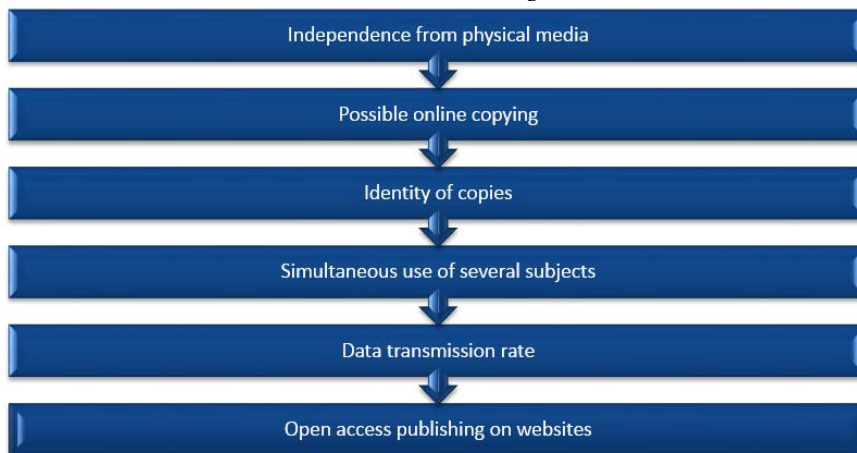 Independence from physical media
Possible online copying
Identity of copies
Simultaneous use of several subjects
Data transmission rate
Open access publishing on websites